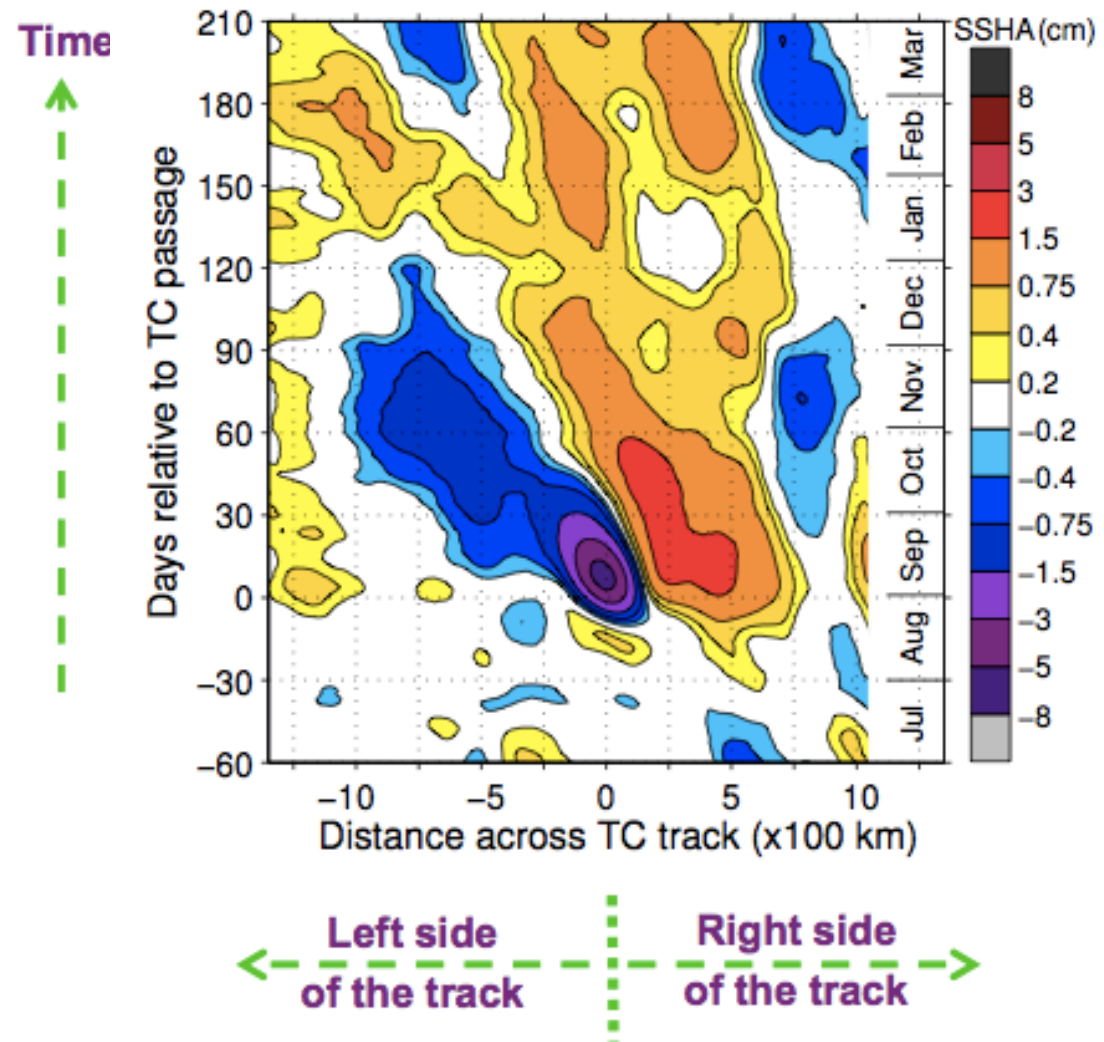 Time
Days relative to TC passage
210
180
150
120
90
60
30
0
−30
−60
−10
−5
0
5
10
Distance across TC track (x100 km)
Mar
Feb
Jan
Dec
Nov
Oct
Sep
Aug
Jul
SSHA(cm)
8
5
3
1.5
0.75
0.4
0.2
−0.2
−0.4
−0.75
−1.5
−3
−5
−8
Left side
of the track
Right side
of the track